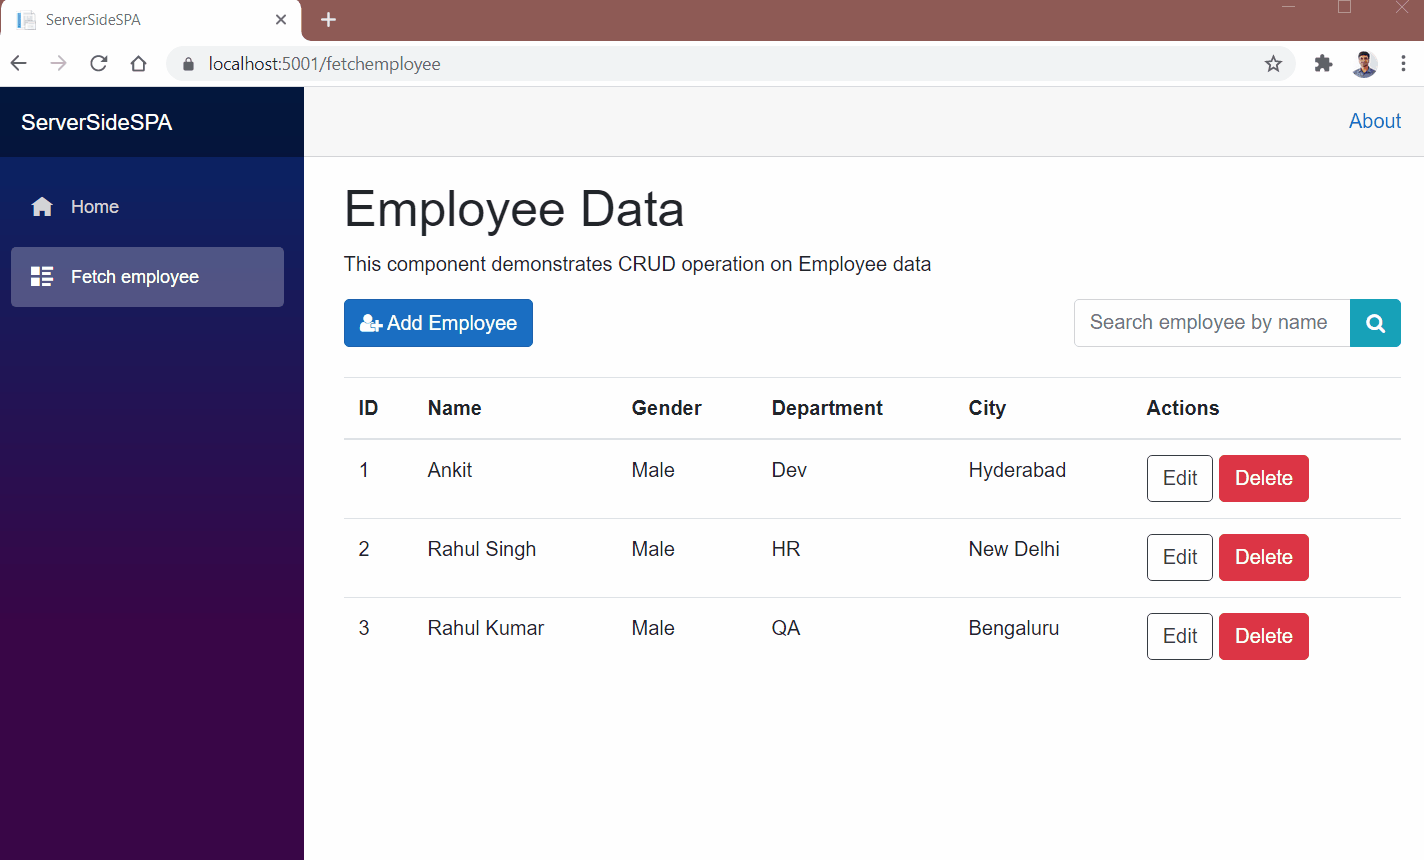 ServerSideSPA
localhost:5001/fetchemployee
ServerSideSPA
About
Home
Fetch employee
Employee Data
This component demonstrates CRUD operation on Employee data
Add Employee
Search employee by name
ID Name Gender Department City Actions
1 Ankit Male Dev Hyderabad Edit Delete
2 Rahul Singh Male HR New Delhi Edit Delete
3 Rahul Kumar Male QA Bengaluru Edit Delete